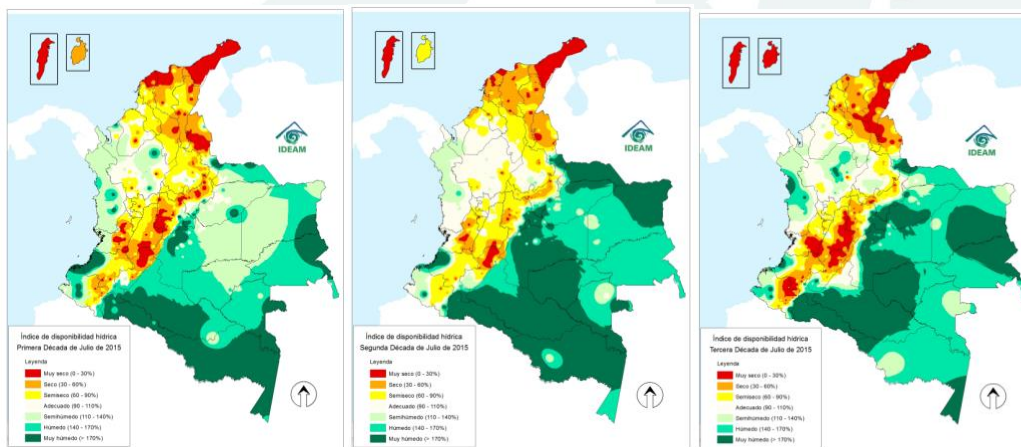 IDEAM
Índice de disponibilidad hídrica
Primera Década de Julio de 2015
Leyenda
Muy seco (0 - 30%)
Seco (30 - 60%)
Semiseco (60 - 90%)
Adecuado (90 - 110%)
Semihúmedo (110 - 140%)
Húmedo (140 - 170%)
Muy húmedo (> 170%)
IDEAM
Índice de disponibilidad hídrica
Segunda Década de Julio de 2015
Leyenda
Muy seco (0 - 30%)
Seco (30 - 60%)
Semiseco (60 - 90%)
Adecuado (90 - 110%)
Semihúmedo (110 - 140%)
Húmedo (140 - 170%)
Muy húmedo (> 170%)
IDEAM
Índice de disponibilidad hídrica
Tercera Década de Julio de 2015
Leyenda
Muy seco (0 - 30%)
Seco (30 - 60%)
Semiseco (60 - 90%)
Adecuado (90 - 110%)
Semihúmedo (110 - 140%)
Húmedo (140 - 170%)
Muy húmedo (> 170%)